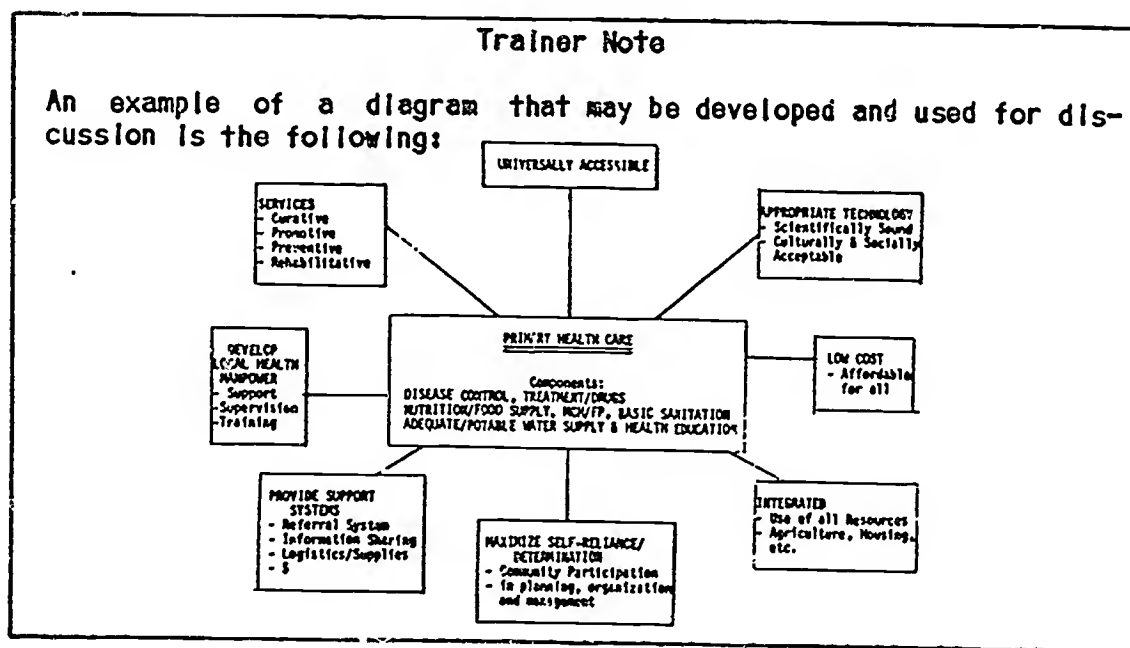 Trainer Note
An example of a diagram that may be developed and used for dis-
cussion is the following:
UNIVERSALLY ACCESSIBLE
SERVICES
- Curative
- Promotive
- Preventive
- Rehabilitative
APPROPRIATE TECHNOLOGY
- Scientifically Sound
- Culturally & Socially
Acceptable
PRIMARY HEALTH CARE
Components:
DISEASE CONTROL, TREATMENT/DRUGS
NUTRITION/FOOD SUPPLY, MCH/FP, BASIC SANITATION
ADEQUATE/POTABLE WATER SUPPLY & HEALTH EDUCATION
DEVELOP
LOCAL HEALTH
MANPOWER
- Support
- Supervision
- Training
LOW COST
- Affordable
for all
PROVIDE SUPPORT
SYSTEMS
- Referral System
- Information Sharing
- Logistics/Supplies
- $
MAXIMIZE SELF-RELIANCE/
DETERMINATION
- Community Participation
- in planning, organization
and management
INTEGRATED
- Use of all Resources
- Agriculture, Housing,
etc.